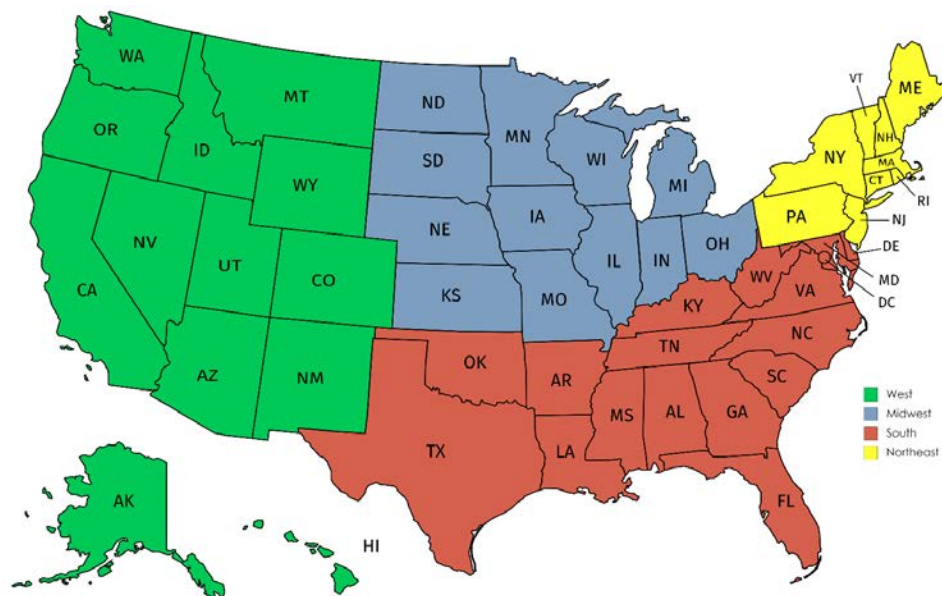 WA
MT
ND
MN
VT
ME
OR
ID
SD
WI
MI
NY
NH
MA
CT
RI
WY
NE
IA
PA
NJ
NV
UT
CO
KS
MO
IL
IN
OH
WV
VA
DE
MD
DC
CA
KY
NC
TN
AZ
NM
OK
AR
SC
MS
AL
GA
TX
LA
FL
AK
HI
West
Midwest
South
Northeast